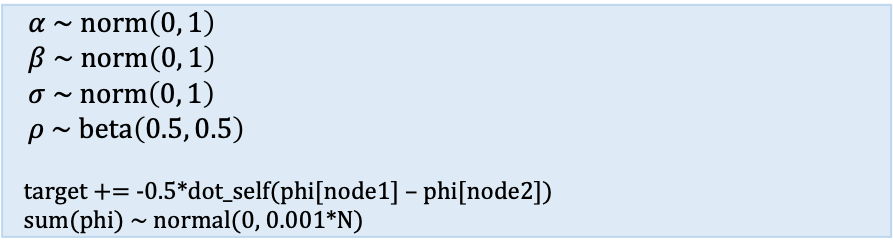 α ~ norm(0, 1)
β ~ norm(0, 1)
σ ~ norm(0, 1)
ρ ~ beta(0.5, 0.5)
target += -0.5*dot_self(phi[node1] – phi[node2])
sum(phi) ~ normal(0, 0.001*N)